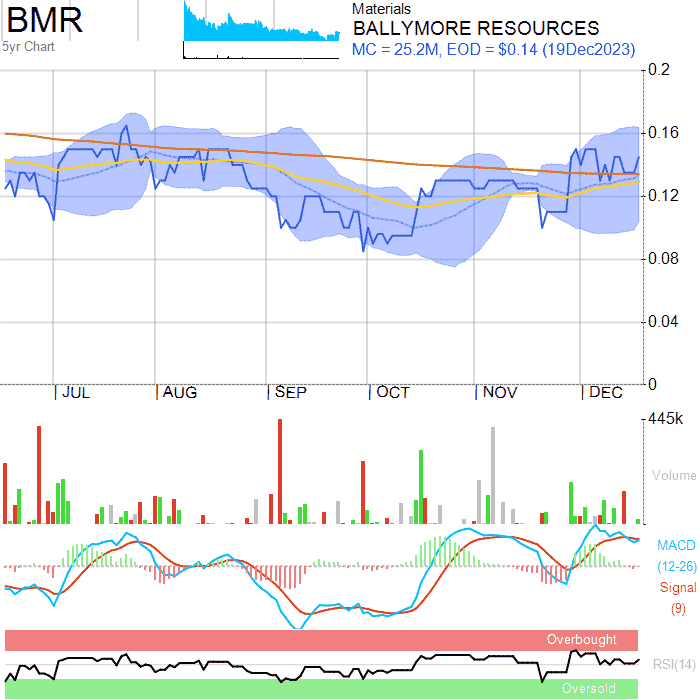 BMR
5yr Chart
Materials
BALLYMORE RESOURCES
MC = 25.2M, EOD = $0.14 (19Dec2023)
0.2
0.16
0.12
0.08
0.04
0
JUL
AUG
SEP
OCT
NOV
DEC
445k
Volume
MACD
(12-26)
Signal
(9)
Overbought
RSI(14)
Oversold